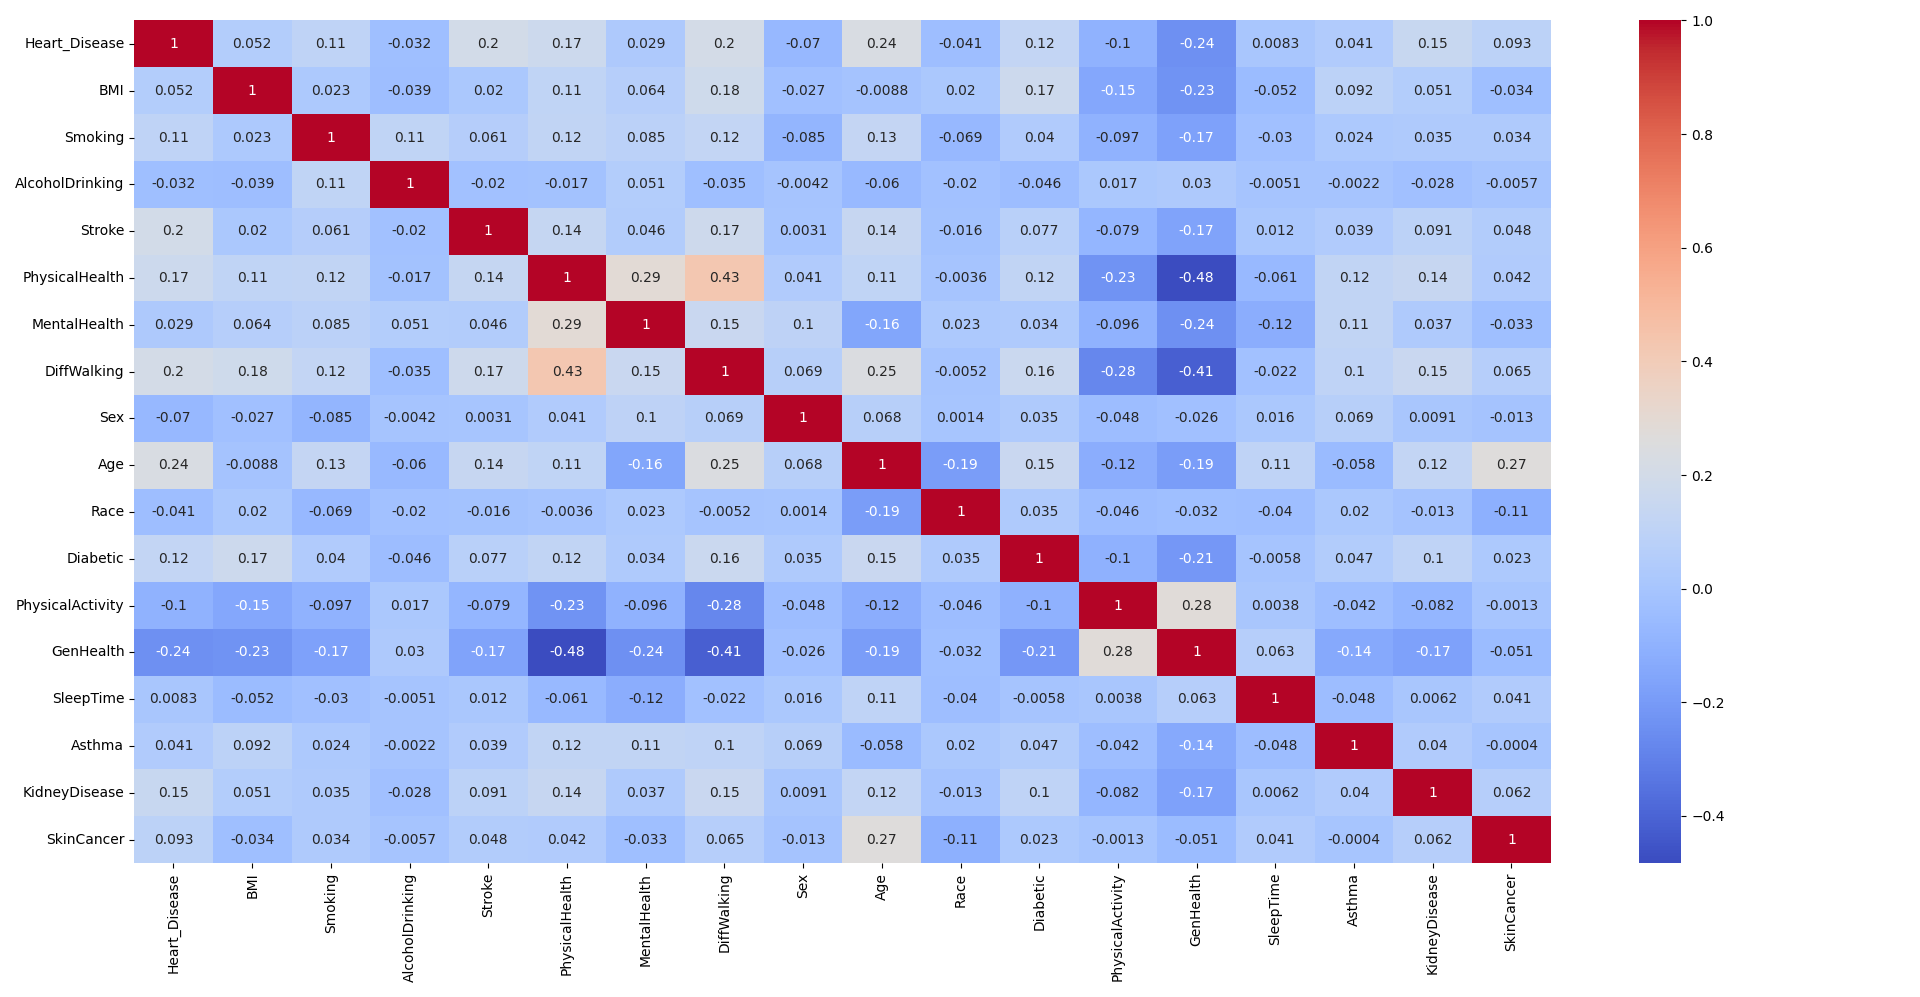 Heart_Disease 1 0.052 0.11 -0.032 0.2 0.17 0.029 0.2 -0.07 0.24 -0.041 0.12 -0.1 -0.24 0.0083 0.041 0.15 0.093
BMI 0.052 1 0.023 -0.039 0.02 0.11 0.064 0.18 -0.027 -0.0088 0.02 0.17 -0.15 -0.23 -0.052 0.092 0.051 -0.034
Smoking 0.11 0.023 1 0.11 0.061 0.12 0.085 0.12 -0.085 0.13 -0.069 0.04 -0.097 -0.17 -0.03 0.024 0.035 0.034
AlcoholDrinking -0.032 -0.039 0.11 1 -0.02 -0.017 0.051 -0.035 -0.0042 -0.06 -0.02 -0.046 0.017 0.03 -0.0051 -0.0022 -0.028 -0.0057
Stroke 0.2 0.02 0.061 -0.02 1 0.14 0.046 0.17 0.0031 0.14 -0.016 0.077 -0.079 -0.17 0.012 0.039 0.091 0.048
PhysicalHealth 0.17 0.11 0.12 -0.017 0.14 1 0.29 0.43 0.041 0.11 -0.0036 0.12 -0.23 -0.48 -0.061 0.12 0.14 0.042
MentalHealth 0.029 0.064 0.085 0.051 0.046 0.29 1 0.15 0.1 -0.16 0.023 0.034 -0.096 -0.24 -0.12 0.11 0.037 -0.033
DiffWalking 0.2 0.18 0.12 -0.035 0.17 0.43 0.15 1 0.069 0.25 -0.0052 0.16 -0.28 -0.41 -0.022 0.1 0.15 0.065
Sex -0.07 -0.027 -0.085 -0.0042 0.0031 0.041 0.1 0.069 1 0.068 0.0014 0.035 -0.048 -0.026 0.016 0.069 0.0091 -0.013
Age 0.24 -0.0088 0.13 -0.06 0.14 0.11 -0.16 0.25 0.068 1 -0.19 0.15 -0.12 -0.19 0.11 -0.058 0.12 0.27
Race -0.041 0.02 -0.069 -0.02 -0.016 -0.0036 0.023 -0.0052 0.0014 -0.19 1 0.035 -0.046 -0.032 -0.04 0.02 -0.013 -0.11
Diabetic 0.12 0.17 0.04 -0.046 0.077 0.12 0.034 0.16 0.035 0.15 0.035 1 -0.1 -0.21 -0.0058 0.047 0.1 0.023
PhysicalActivity -0.1 -0.15 -0.097 0.017 -0.079 -0.23 -0.096 -0.28 -0.048 -0.12 -0.046 -0.1 1 0.28 0.0038 -0.042 -0.082 -0.0013
GenHealth -0.24 -0.23 -0.17 0.03 -0.17 -0.48 -0.24 -0.41 -0.026 -0.19 -0.032 -0.21 0.28 1 0.063 -0.14 -0.17 -0.051
SleepTime 0.0083 -0.052 -0.03 -0.0051 0.012 -0.061 -0.12 -0.022 0.016 0.11 -0.04 -0.0058 0.0038 0.063 1 -0.048 0.0062 0.041
Asthma 0.041 0.092 0.024 -0.0022 0.039 0.12 0.11 0.1 0.069 -0.058 0.02 0.047 -0.042 -0.14 -0.048 1 0.04 -0.0004
KidneyDisease 0.15 0.051 0.035 -0.028 0.091 0.14 0.037 0.15 0.0091 0.12 -0.013 0.1 -0.082 -0.17 0.0062 0.04 1 0.062
SkinCancer 0.093 -0.034 0.034 -0.0057 0.048 0.042 -0.033 0.065 -0.013 0.27 -0.11 0.023 -0.0013 -0.051 0.041 -0.0004 0.062 1
Heart_Disease
BMI
Smoking
AlcoholDrinking
Stroke
PhysicalHealth
MentalHealth
DiffWalking
Sex
Age
Race
Diabetic
PhysicalActivity
GenHealth
SleepTime
Asthma
KidneyDisease
SkinCancer
1.0
0.8
0.6
0.4
0.2
0.0
−0.2
−0.4